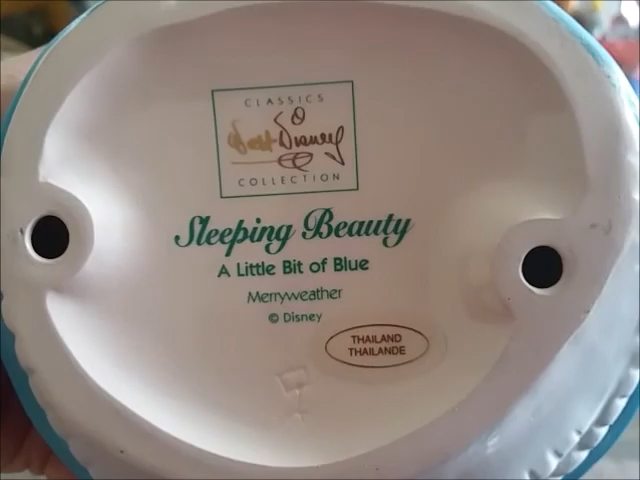 CLASSICS
Walt Disney
COLLECTION
Sleeping Beauty
A Little Bit of Blue
Merryweather
© Disney
THAILAND
THAILANDE